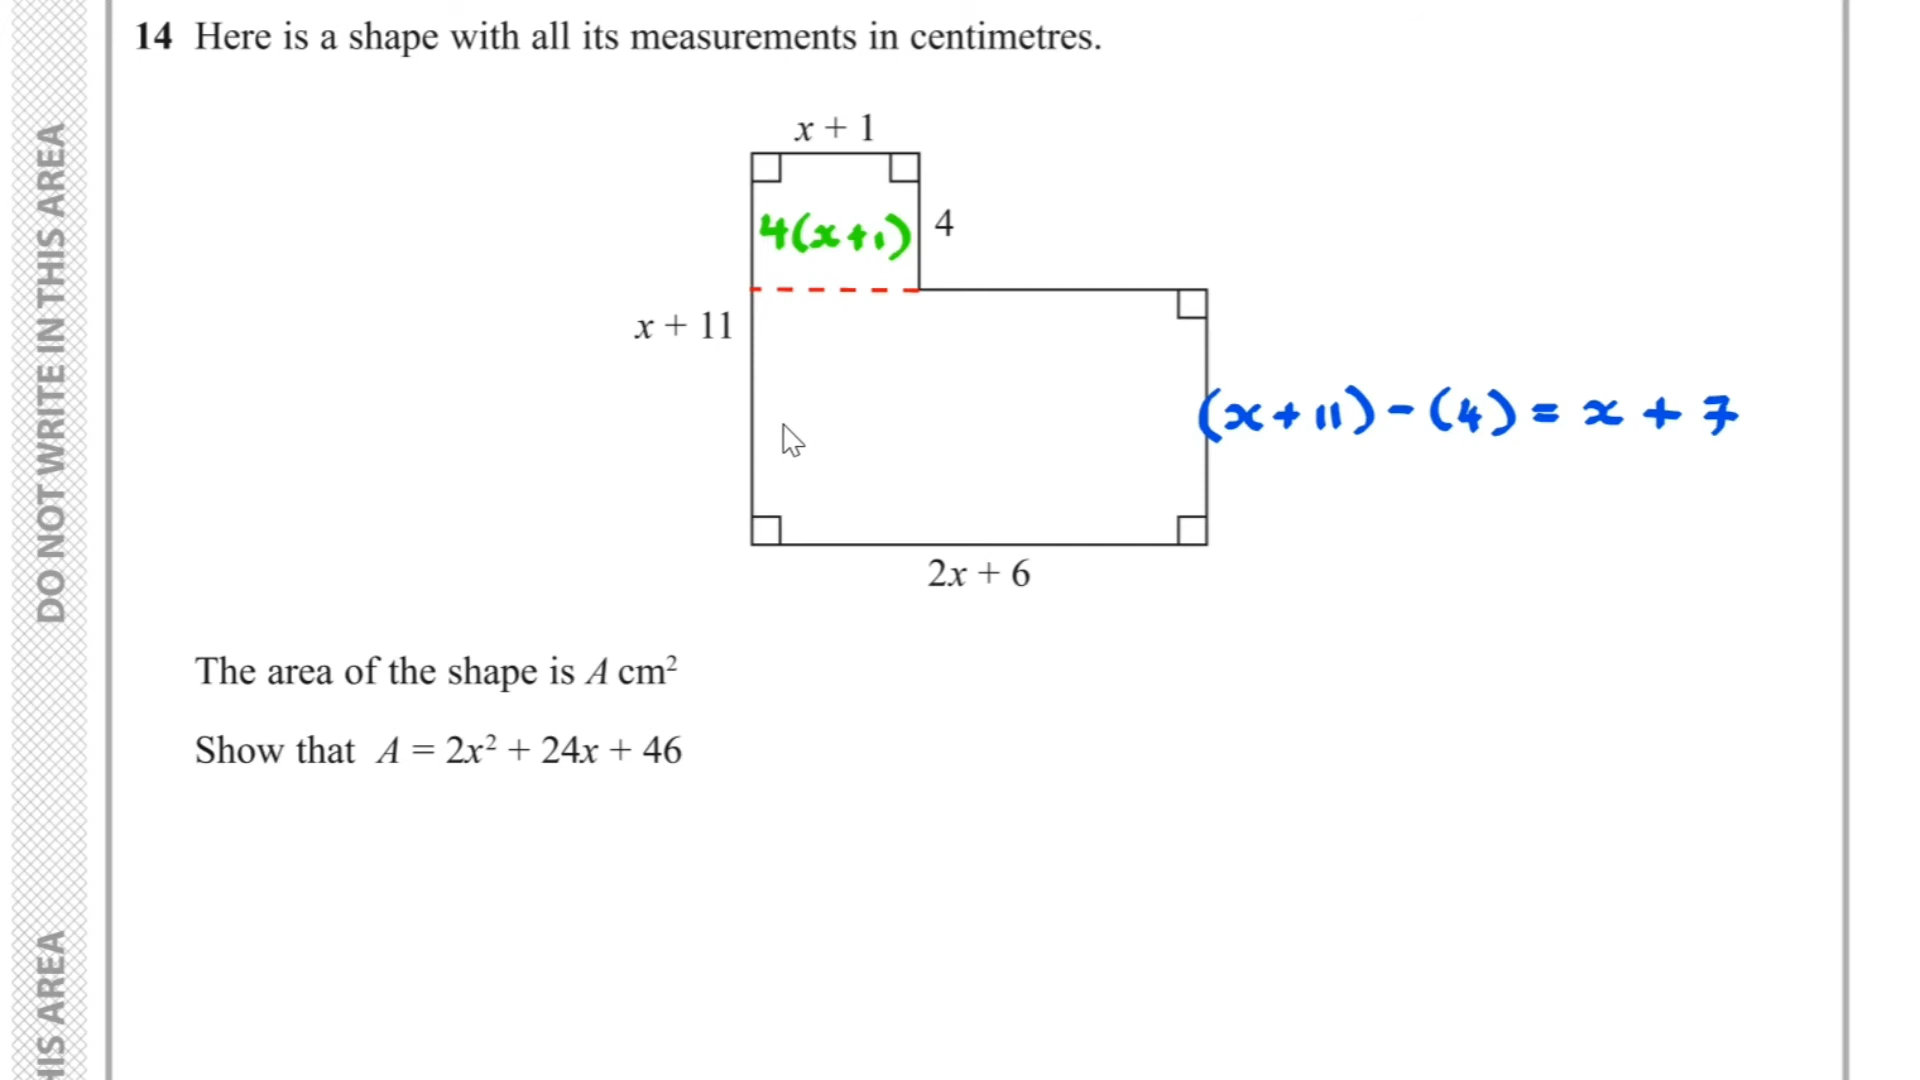 DO NOT WRITE IN THIS AREA
HIS AREA
14 Here is a shape with all its measurements in centimetres.
x + 1
4(x+1)
4
x + 11
(x+11)-(4)= x + 7
2x + 6
The area of the shape is A cm²
Show that A = 2x² + 24x + 46